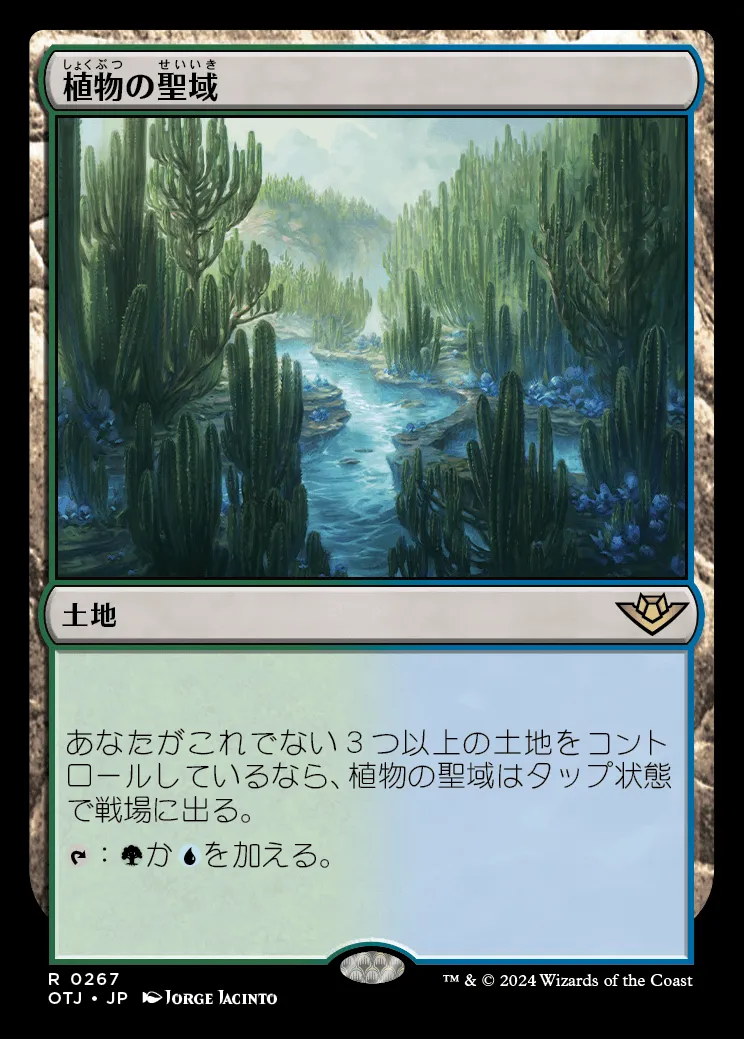 しょくぶつ せいいき
植物の聖域
土地
あなたがこれでない3つ以上の土地をコント
ロールしているなら、植物の聖域はタップ状態
で戦場に出る。
：か を加える。
R 0267
OTJ • JP JORGE JACINTO
™ & © 2024 Wizards of the Coast